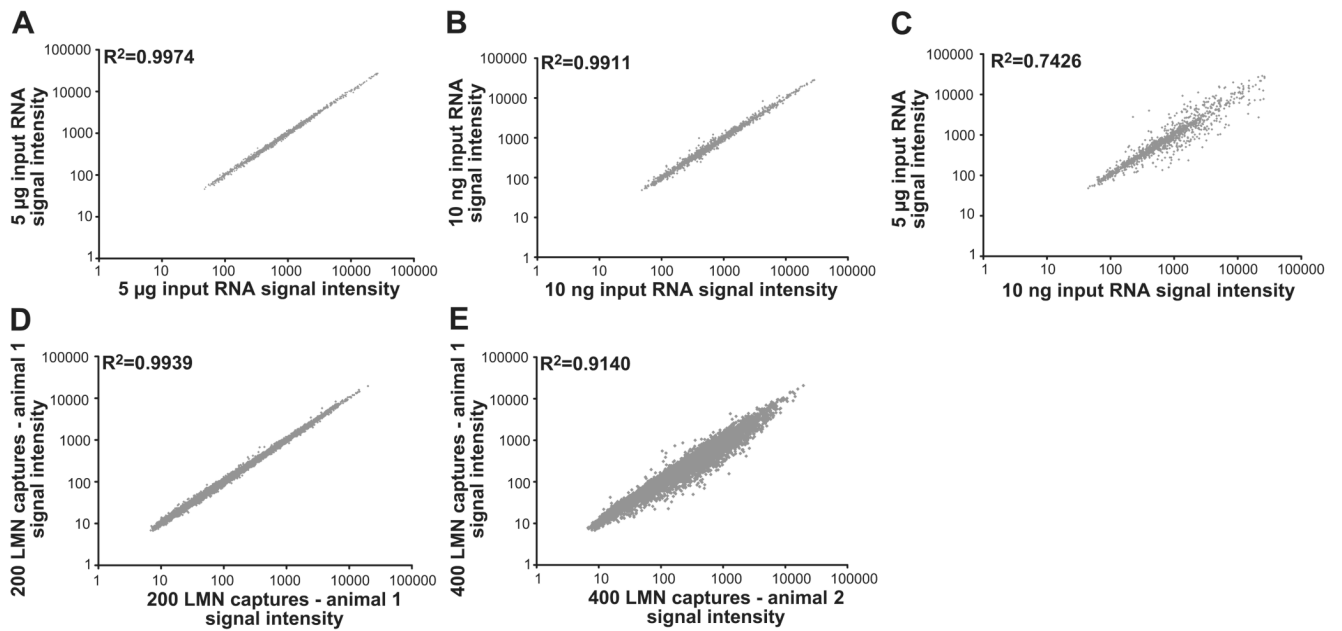 A
R²=0.9974
100000
10000
1000
100
10
1
5 µg input RNA
signal intensity
1
10
100
1000
10000
100000
5 µg input RNA signal intensity
B
R²=0.9911
100000
10000
1000
100
10
1
10 ng input RNA
signal intensity
1
10
100
1000
10000
100000
10 ng input RNA signal intensity
C
R²=0.7426
100000
10000
1000
100
10
1
5 µg input RNA
signal intensity
1
10
100
1000
10000
100000
10 ng input RNA signal intensity
D
R²=0.9939
100000
10000
1000
100
10
1
200 LMN captures - animal 1
signal intensity
1
10
100
1000
10000
100000
200 LMN captures - animal 1
signal intensity
E
R²=0.9140
100000
10000
1000
100
10
1
400 LMN captures - animal 1
signal intensity
1
10
100
1000
10000
100000
400 LMN captures - animal 2
signal intensity